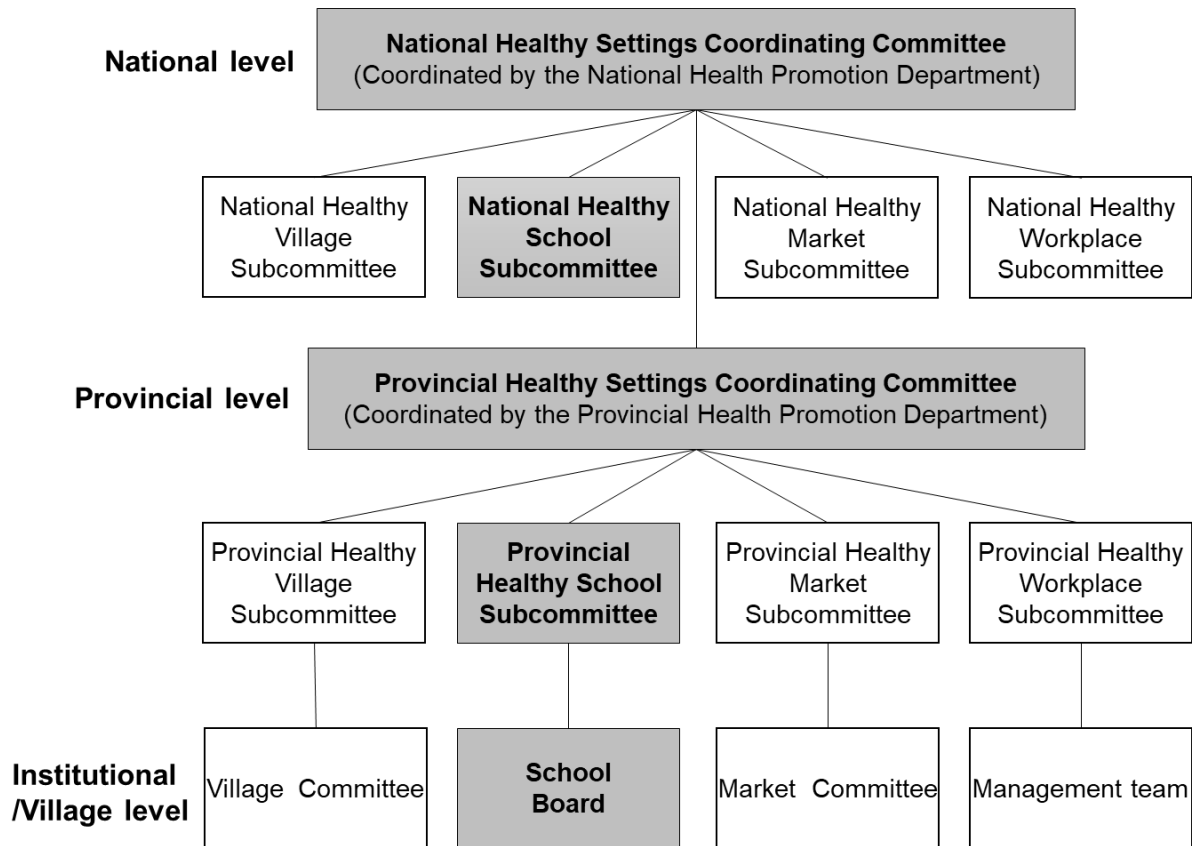 National level
National Healthy Settings Coordinating Committee
(Coordinated by the National Health Promotion Department)
National Healthy
Village
Subcommittee
National Healthy
School
Subcommittee
National Healthy
Market
Subcommittee
National Healthy
Workplace
Subcommittee
Provincial level
Provincial Healthy Settings Coordinating Committee
(Coordinated by the Provincial Health Promotion Department)
Provincial Healthy
Village
Subcommittee
Provincial
Healthy School
Subcommittee
Provincial Healthy
Market
Subcommittee
Provincial Healthy
Workplace
Subcommittee
Institutional
/Village level
Village Committee
School
Board
Market Committee
Management team